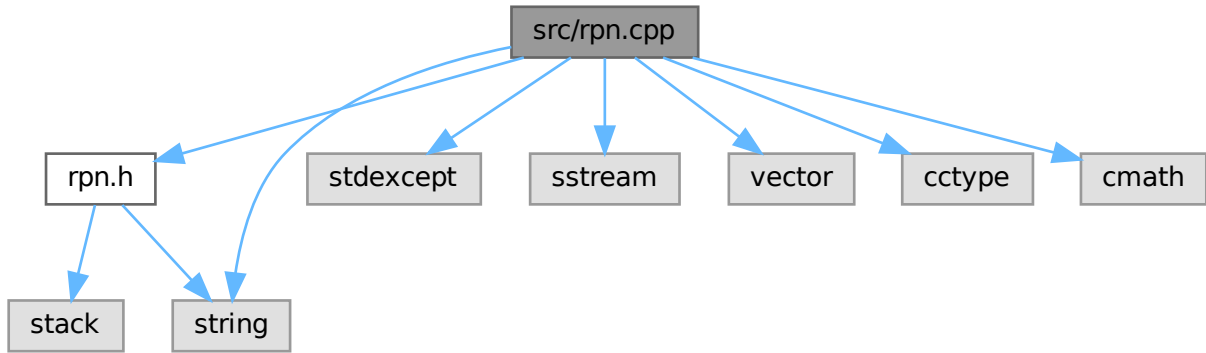 src/rpn.cpp
rpn.h
stdexcept
sstream
vector
cctype
cmath
stack
string